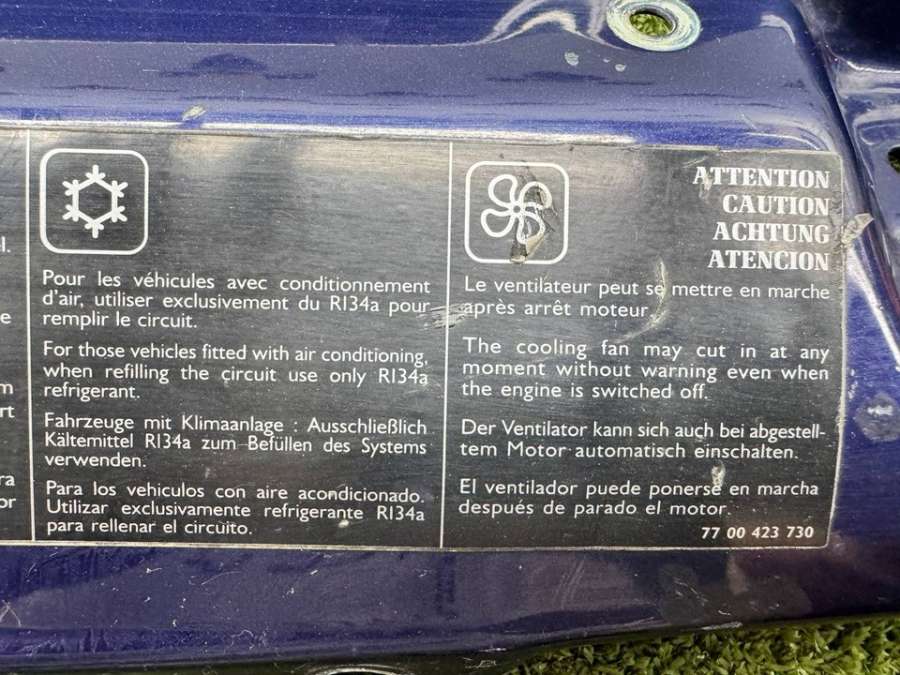 l.
e
m
rt
ra
or
Pour les véhicules avec conditionnement
d'air, utiliser exclusivement du R134a pour
remplir le circuit.
For those vehicles fitted with air conditioning,
when refilling the circuit use only R134a
refrigerant.
Fahrzeuge mit Klimaanlage : Ausschließlich
Kältemittel R134a zum Befüllen des Systems
verwenden.
Para los vehiculos con aire acondicionado.
Utilizar exclusivamente refrigerante R134a
para rellenar el circuito.
ATTENTION
CAUTION
ACHTUNG
ATENCION
Le ventilateur peut se mettre en marche
après arrêt moteur
The cooling fan may cut in at any
moment without warning even when
the engine is switched off.
Der Ventilator kann sich auch bei abgestell-
tem Motor automatisch einschalten.
El ventilador puede ponerse en marcha
después de parado el motor.
77 00 423 730